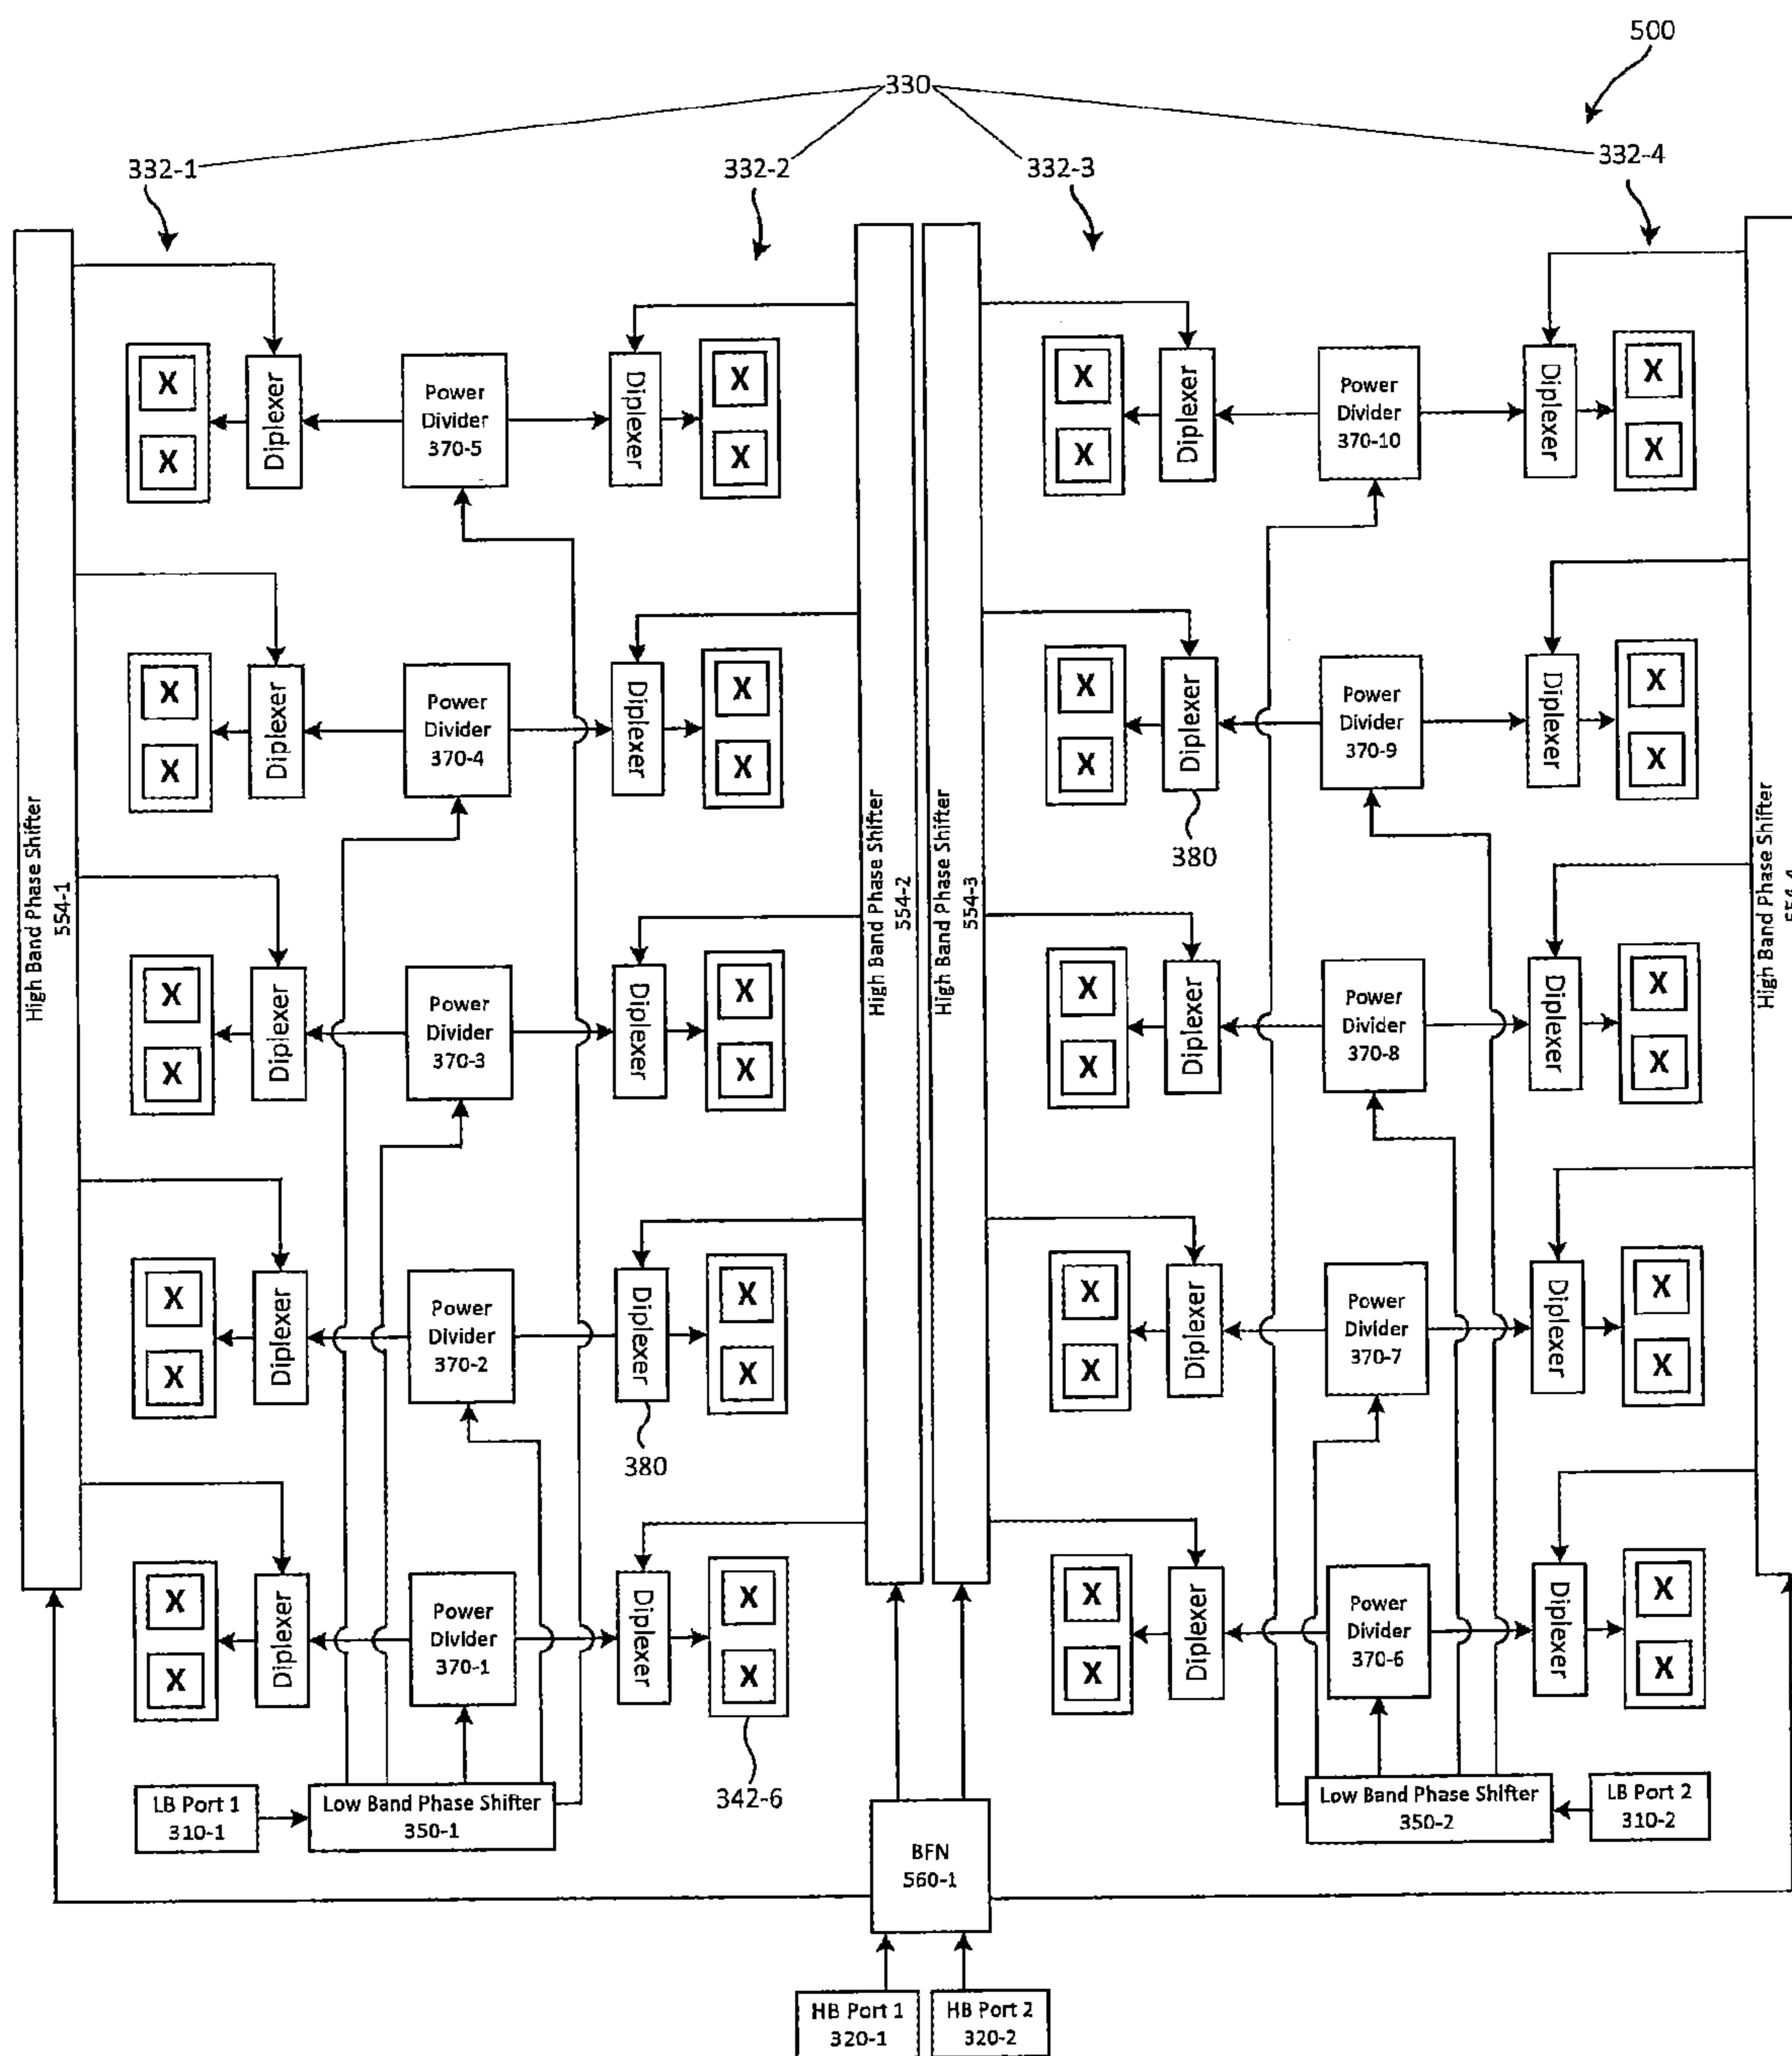 500
330
332-1
332-2
332-3
332-4
High Band Phase Shifter
554-1
High Band Phase Shifter
554-2
High Band Phase Shifter
554-3
High Band Phase Shifter
X
X
Diplexer
Power
Divider
370-5
Diplexer
X
X
X
X
Diplexer
Power
Divider
370-10
Diplexer
X
X
X
X
Diplexer
Power
Divider
370-4
Diplexer
X
X
X
X
Diplexer
380
Power
Divider
370-9
Diplexer
X
X
X
X
Diplexer
Power
Divider
370-3
Diplexer
X
X
X
X
Diplexer
Power
Divider
370-8
Diplexer
X
X
X
X
Diplexer
Power
Divider
370-2
Diplexer
380
X
X
X
X
Diplexer
Power
Divider
370-7
Diplexer
X
X
X
X
Diplexer
Power
Divider
370-1
Diplexer
X
X
342-6
X
X
Diplexer
Power
Divider
370-6
Diplexer
X
X
LB Port 1
310-1
Low Band Phase Shifter
350-1
Low Band Phase Shifter
350-2
LB Port 2
310-2
BFN
560-1
HB Port 1
320-1
HB Port 2
320-2